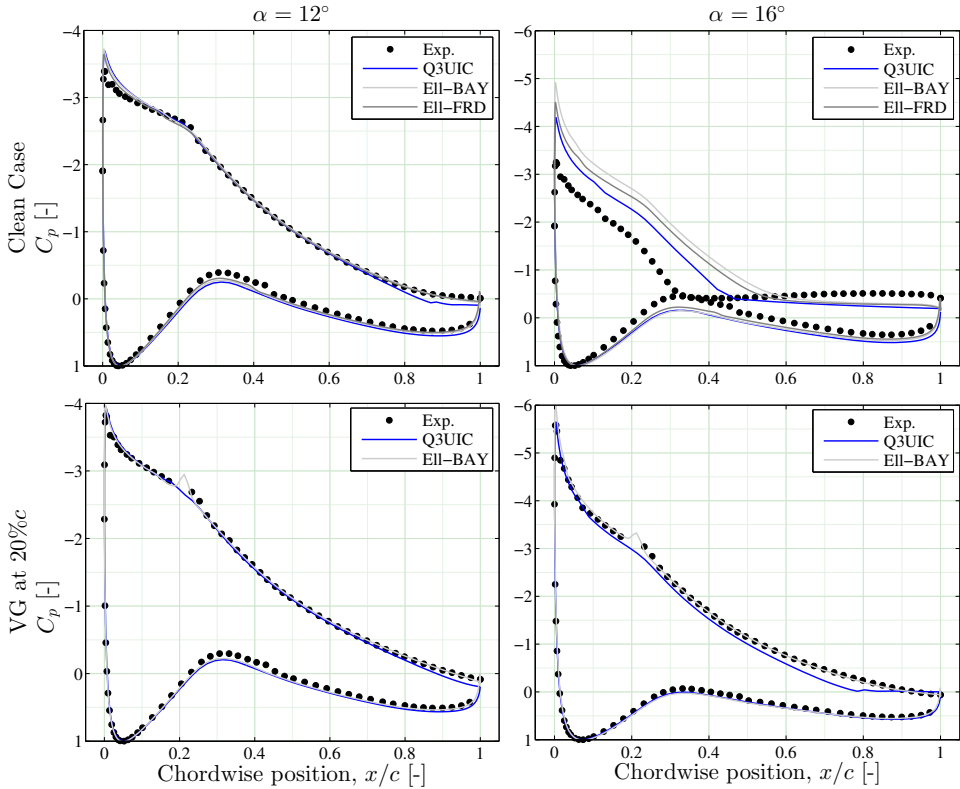 α = 12°
α = 16°
Clean Case
C_p [-]
−4
−3
−2
−1
0
1
0
0.2
0.4
0.6
0.8
1
Exp.
Q3UIC
Ell−BAY
Ell−FRD
−6
−5
−4
−3
−2
−1
0
1
0
0.2
0.4
0.6
0.8
1
Exp.
Q3UIC
Ell−BAY
Ell−FRD
VG at 20%c
C_p [-]
−4
−3
−2
−1
0
1
0
0.2
0.4
0.6
0.8
1
Exp.
Q3UIC
Ell−BAY
Chordwise position, x/c [-]
−6
−5
−4
−3
−2
−1
0
1
0
0.2
0.4
0.6
0.8
1
Exp.
Q3UIC
Ell−BAY
Chordwise position, x/c [-]